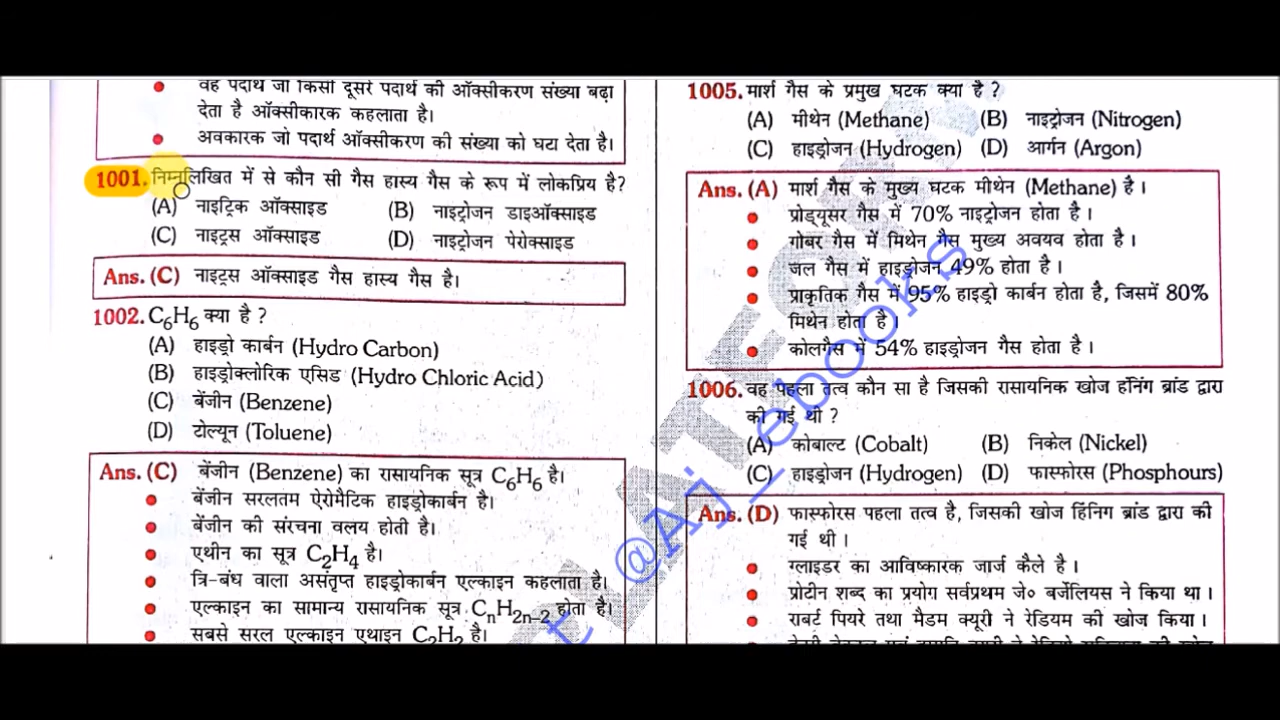 वह पदार्थ जो किसी दूसरे पदार्थ की ऑक्सीकरण संख्या बढ़ा
देता है ऑक्सीकारक कहलाता है।
अवकारक जो पदार्थ ऑक्सीकरण की संख्या को घटा देता है।
1001. निम्नलिखित में से कौन सी गैस हास्य गैस के रूप में लोकप्रिय है?
(A) नाइट्रिक ऑक्साइड (B) नाइट्रोजन डाइऑक्साइड
(C) नाइट्रस ऑक्साइड (D) नाइट्रोजन पेरोक्साइड
Ans. (C) नाइट्रस ऑक्साइड गैस हास्य गैस है।
1002. C₆H₆ क्या है ?
(A) हाइड्रो कार्बन (Hydro Carbon)
(B) हाइड्रोक्लोरिक एसिड (Hydro Chloric Acid)
(C) बेंजीन (Benzene)
(D) टोल्यून (Toluene)
Ans. (C) बेंजीन (Benzene) का रासायनिक सूत्र C₆H₆ है।
बेंजीन सरलतम ऐरोमैटिक हाइड्रोकार्बन है।
बेंजीन की संरचना वलय होती है।
एथीन का सूत्र C₂H₄ है।
त्रि-बंध वाला असंतृप्त हाइड्रोकार्बन एल्काइन कहलाता है।
एल्काइन का सामान्य रासायनिक सूत्र CₙH₂ₙ₋₂ होता है।
सबसे सरल एल्काइन एथाइन C₂H₂ है।
1005. मार्श गैस के प्रमुख घटक क्या है ?
(A) मीथेन (Methane) (B) नाइट्रोजन (Nitrogen)
(C) हाइड्रोजन (Hydrogen) (D) आर्गन (Argon)
Ans. (A) मार्श गैस के मुख्य घटक मीथेन (Methane) है।
प्रोड्यूसर गैस में 70% नाइट्रोजन होता है।
गोबर गैस में मिथेन गैस मुख्य अवयव होता है।
जल गैस में हाइड्रोजन 49% होता है।
प्राकृतिक गैस में 95% हाइड्रो कार्बन होता है, जिसमें 80%
मिथेन होता है।
कोलगैस में 54% हाइड्रोजन गैस होता है।
1006. वह पहला तत्व कौन सा है जिसकी रासायनिक खोज हॅनिंग ब्रांड द्वारा
की गई थी ?
(A) कोबाल्ट (Cobalt) (B) निकेल (Nickel)
(C) हाइड्रोजन (Hydrogen) (D) फास्फोरस (Phosphours)
Ans. (D) फास्फोरस पहला तत्व है, जिसकी खोज हिंनिग ब्रांड द्वारा की
गई थी।
ग्लाइडर का आविष्कारक जार्ज कैले है।
प्रोटीन शब्द का प्रयोग सर्वप्रथम जे० बर्जेलियस ने किया था।
राबर्ट पियरे तथा मैडम क्यूरी ने रेडियम की खोज किया।
@Aj_ebooks